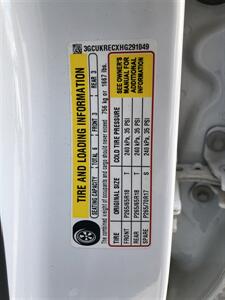 3GCUKRECXHG291049
TIRE AND LOADING INFORMATION
SEATING CAPACITY TOTAL 6 FRONT 3 REAR 3
The combined weight of occupants and cargo should never exceed 756 kg or 1667 lbs.
TIRE ORIGINAL SIZE COLD TIRE PRESSURE
FRONT P265/65R18 T 240 kPa, 35 PSI
REAR P265/65R18 T 240 kPa, 35 PSI
SPARE P265/70R17 S 240 kPa, 35 PSI
SEE OWNER'S
MANUAL FOR
ADDITIONAL
INFORMATION